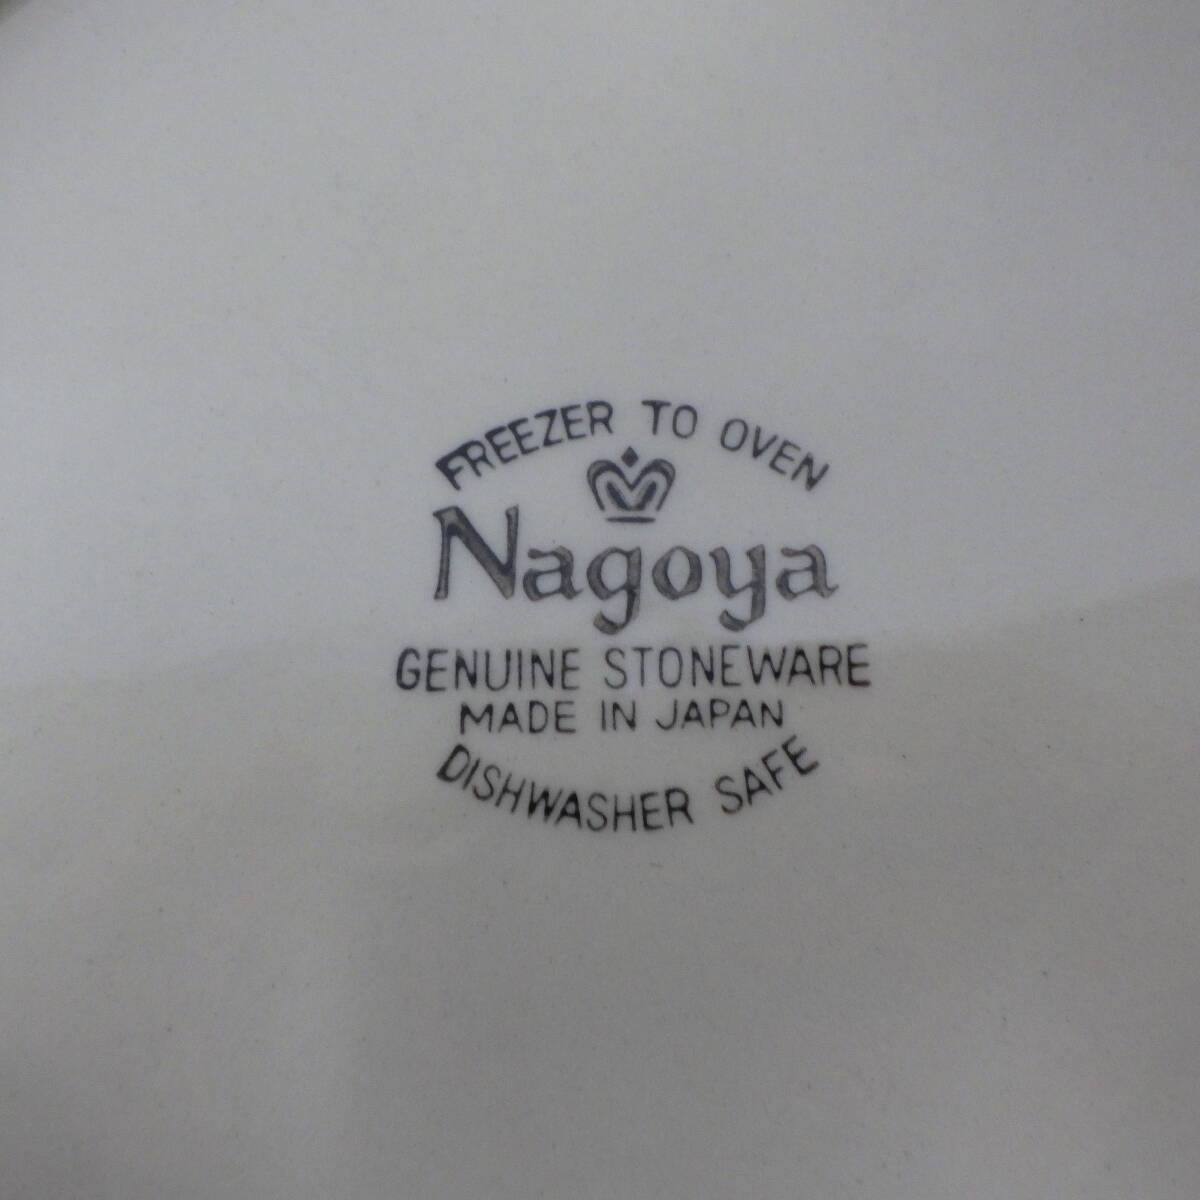 FREEZER TO OVEN
Nagoya
GENUINE STONEWARE
MADE IN JAPAN
DISHWASHER SAFE